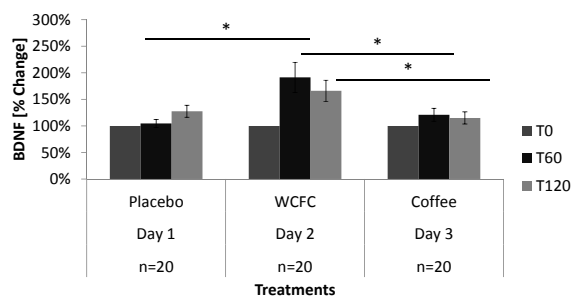 300%
250%
200%
150%
100%
50%
0%
BDNF [% Change]
*
*
*
T0
T60
T120
Placebo WCFC Coffee
Day 1 Day 2 Day 3
n=20 n=20 n=20
Treatments